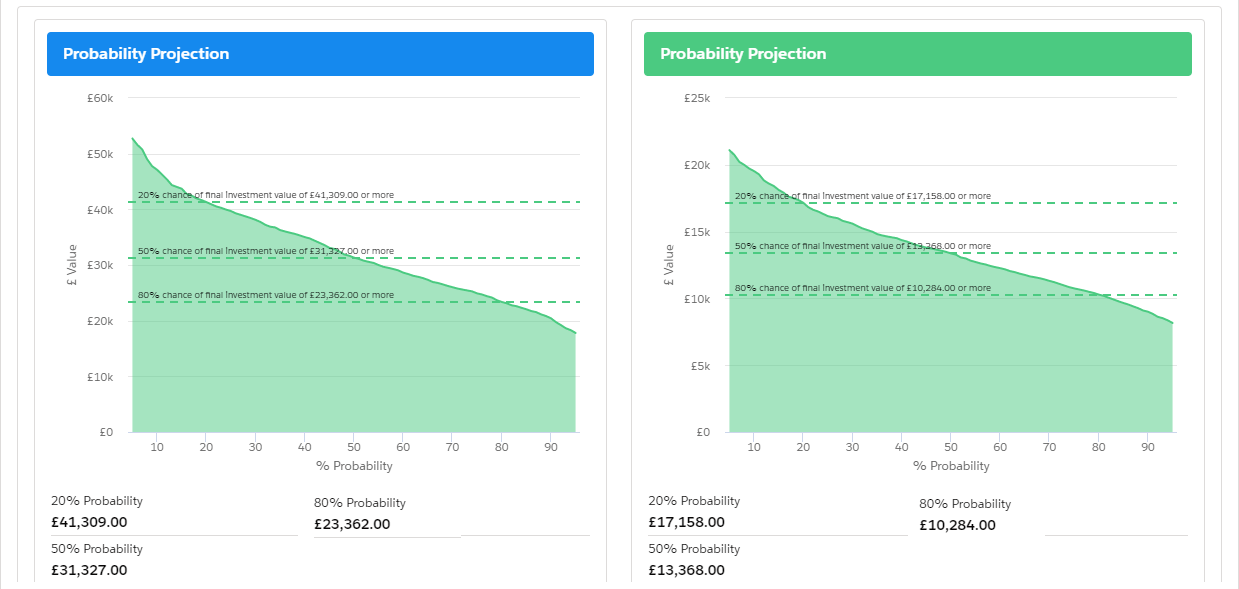 Probability Projection
£60k
£50k
£40k
£30k
£20k
£10k
£0
£ Value
20% chance of final Investment value of £41,309.00 or more
50% chance of final Investment value of £31,327.00 or more
80% chance of final Investment value of £23,362.00 or more
10 20 30 40 50 60 70 80 90
% Probability
20% Probability
£41,309.00
80% Probability
£23,362.00
50% Probability
£31,327.00
Probability Projection
£25k
£20k
£15k
£10k
£5k
£0
£ Value
20% chance of final Investment value of £17,158.00 or more
50% chance of final Investment value of £13,368.00 or more
80% chance of final Investment value of £10,284.00 or more
10 20 30 40 50 60 70 80 90
% Probability
20% Probability
£17,158.00
80% Probability
£10,284.00
50% Probability
£13,368.00